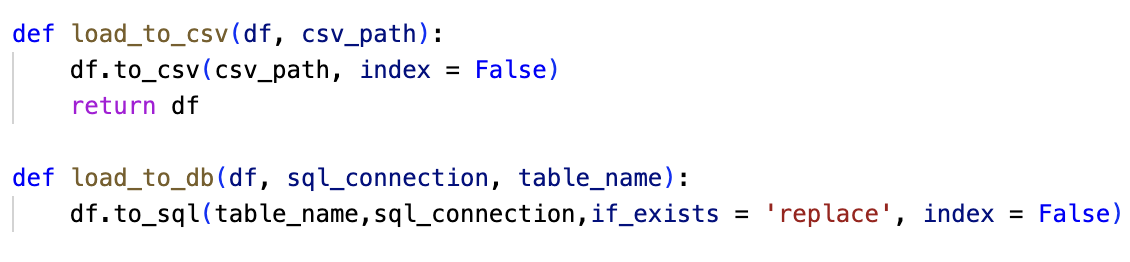 def load_to_csv(df, csv_path):
    df.to_csv(csv_path, index = False)
    return df
def load_to_db(df, sql_connection, table_name):
    df.to_sql(table_name,sql_connection,if_exists = 'replace', index = False)